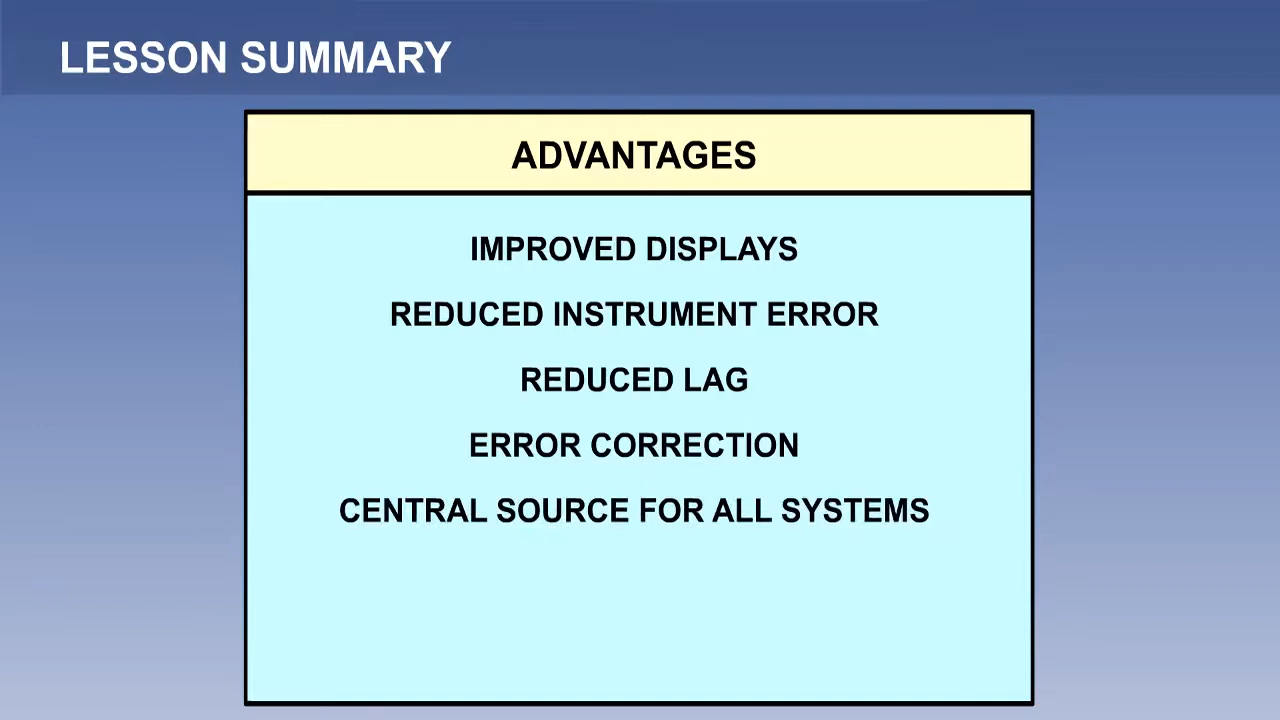 LESSON SUMMARY
ADVANTAGES
IMPROVED DISPLAYS
REDUCED INSTRUMENT ERROR
REDUCED LAG
ERROR CORRECTION
CENTRAL SOURCE FOR ALL SYSTEMS